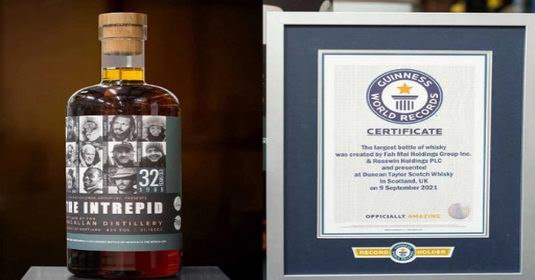 32
1989
THE INTREPID
MACALLAN DISTILLERY
GUINNESS
WORLD RECORDS
CERTIFICATE
The largest bottle of whisky
was created by Fah Mai Holdings Group Inc.
& Rosewin Holdings PLC
and presented
at Duncan Taylor Scotch Whisky
in Scotland, UK
on 9 September 2021
OFFICIALLY AMAZING
RECORD HOLDER